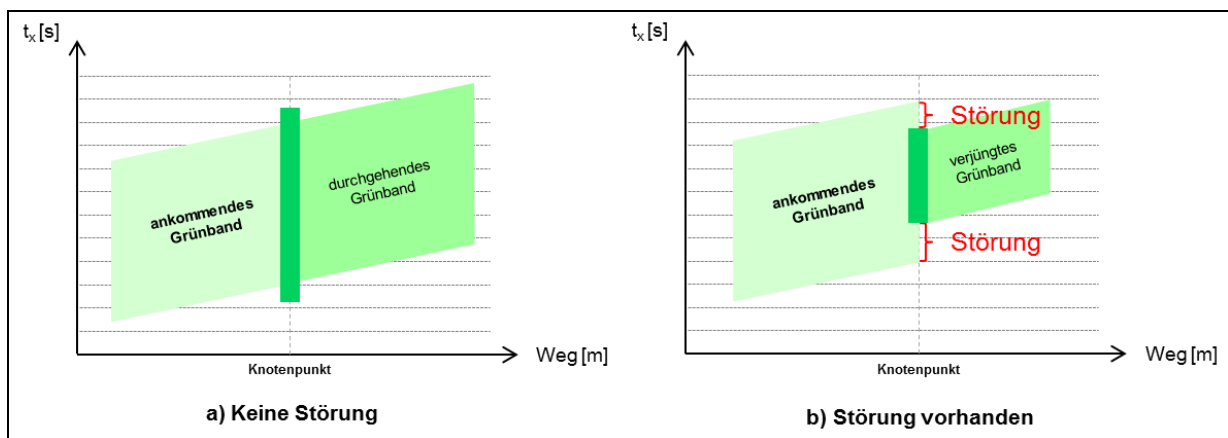 tₓ [s]
ankommendes
Grünband
durchgehendes
Grünband
Weg [m]
Knotenpunkt
a) Keine Störung
tₓ [s]
Störung
ankommendes
Grünband
verjüngtes
Grünband
Störung
Weg [m]
Knotenpunkt
b) Störung vorhanden